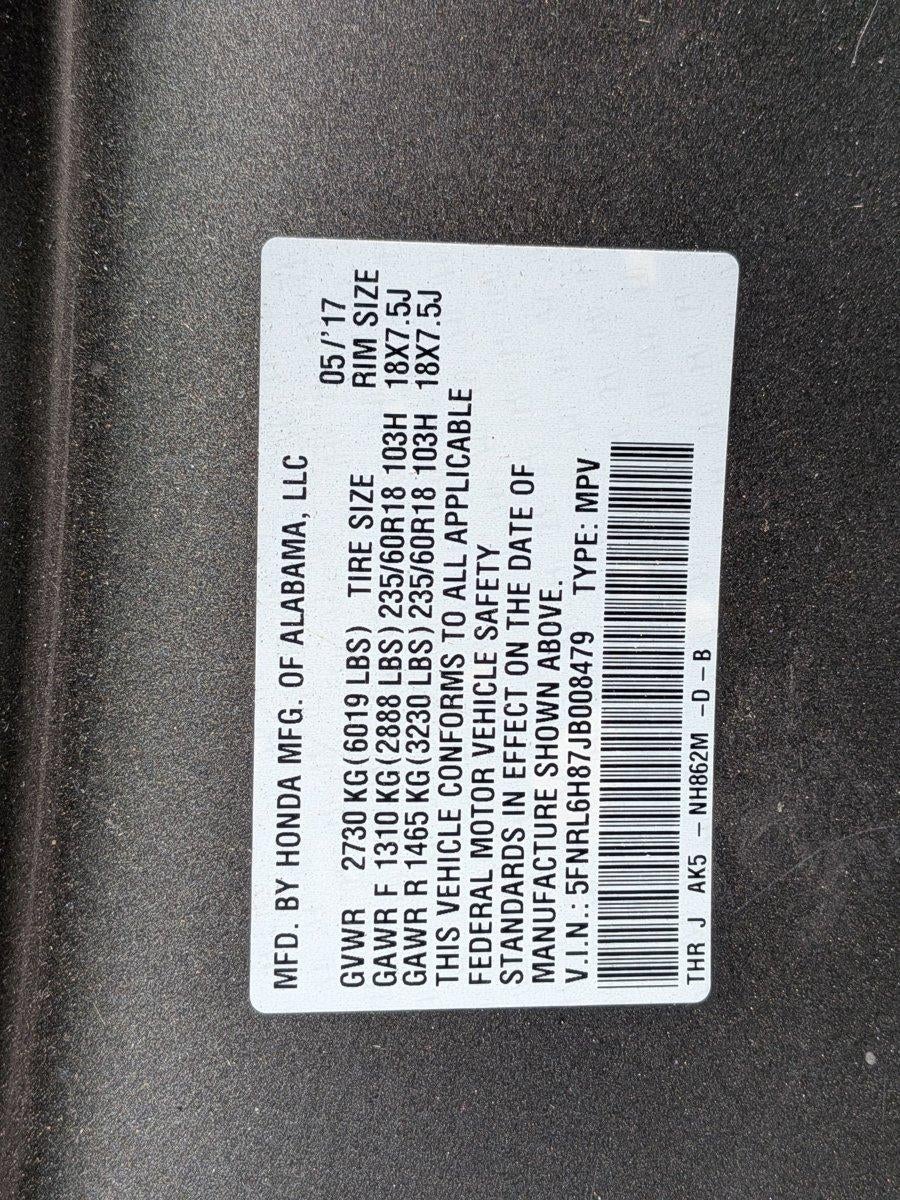 MFD. BY HONDA MFG. OF ALABAMA, LLC
05/'17
GVWR 2730 KG(6019 LBS) TIRE SIZE RIM SIZE
GAWR F 1310 KG(2888 LBS) 235/60R18 103H 18X7.5J
GAWR R 1465 KG(3230 LBS) 235/60R18 103H 18X7.5J
THIS VEHICLE CONFORMS TO ALL APPLICABLE
FEDERAL MOTOR VEHICLE SAFETY
STANDARDS IN EFFECT ON THE DATE OF
MANUFACTURE SHOWN ABOVE.
V.I.N.: 5FNRL6H87JB008479 TYPE: MPV
THR J AK5 - NH862M -D-B